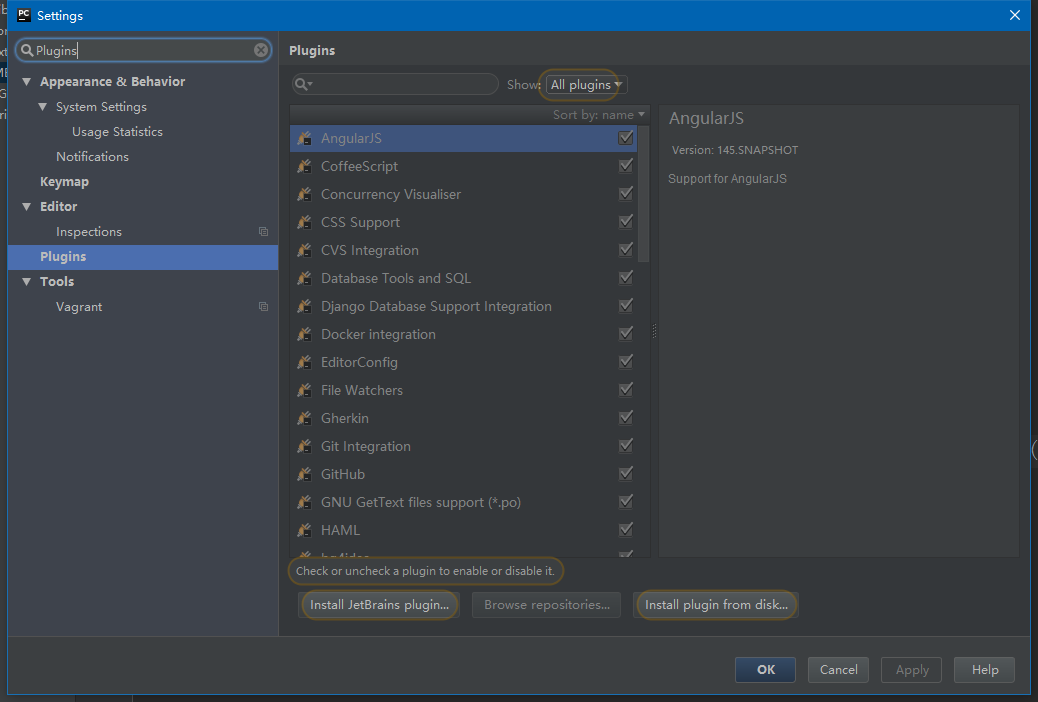 PC Settings
Plugins
Appearance & Behavior
System Settings
Usage Statistics
Notifications
Keymap
Editor
Inspections
Plugins
Tools
Vagrant
Plugins
Show: All plugins
Sort by: name
AngularJS
CoffeeScript
Concurrency Visualiser
CSS Support
CVS Integration
Database Tools and SQL
Django Database Support Integration
Docker integration
EditorConfig
File Watchers
Gherkin
Git Integration
GitHub
GNU GetText files support (*.po)
HAML
Check or uncheck a plugin to enable or disable it.
Install JetBrains plugin... Browse repositories... Install plugin from disk...
AngularJS
Version: 145.SNAPSHOT
Support for AngularJS
OK Cancel Apply Help